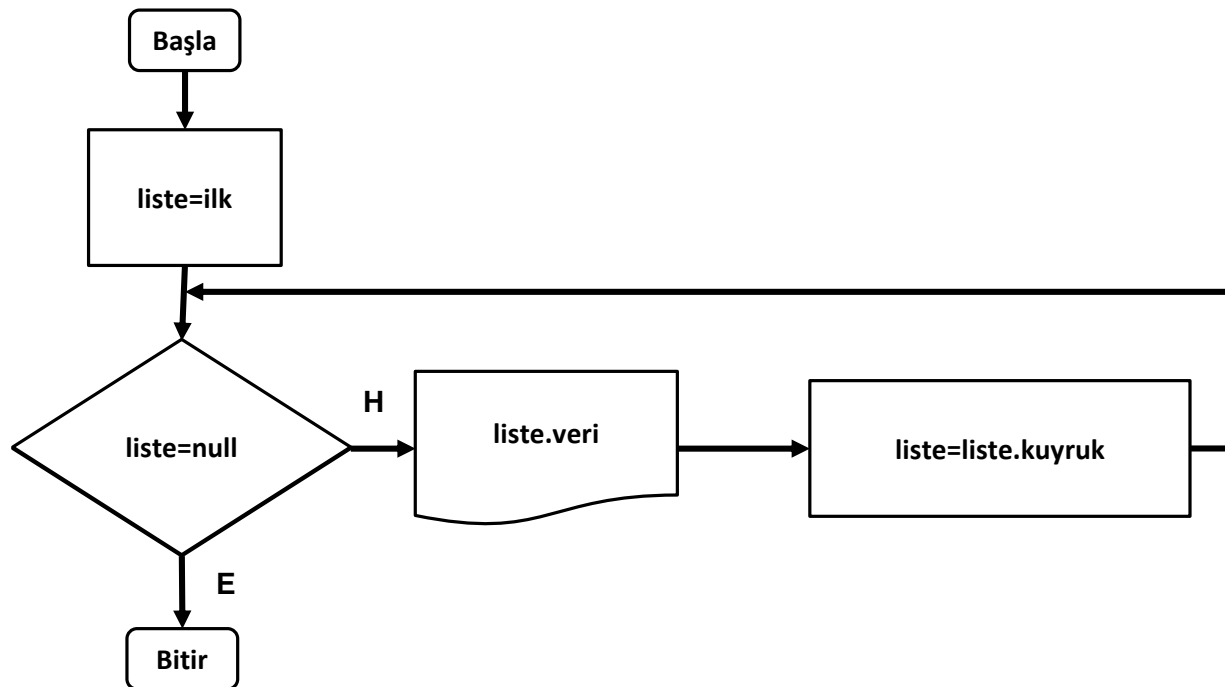 Başla
liste=ilk
liste=null
H
liste.veri
liste=liste.kuyruk
E
Bitir